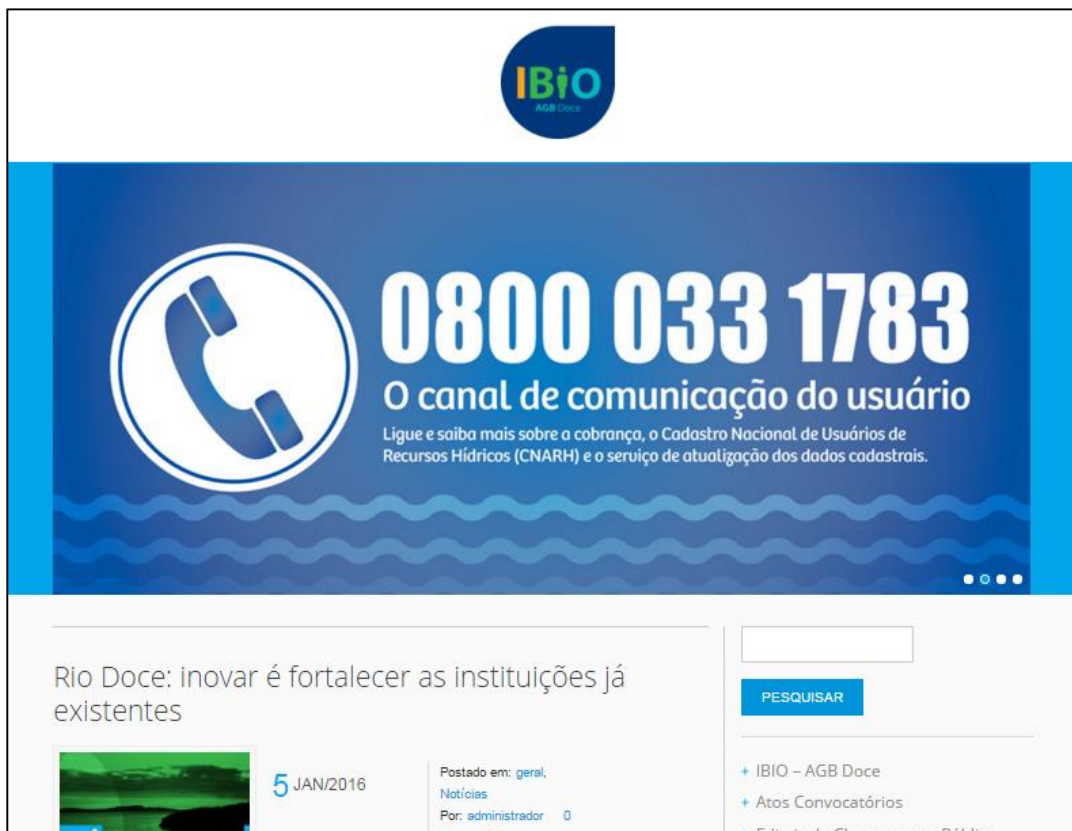 IBiO
AGB Doce
0800 033 1783
O canal de comunicação do usuário
Ligue e saiba mais sobre a cobrança, o Cadastro Nacional de Usuários de
Recursos Hídricos (CNARH) e o serviço de atualização dos dados cadastrais.
Rio Doce: inovar é fortalecer as instituições já
existentes
5 JAN/2016
Postado em: geral,
Notícias
Por: administrador 0
PESQUISAR
+ IBIO – AGB Doce
+ Atos Convocatórios